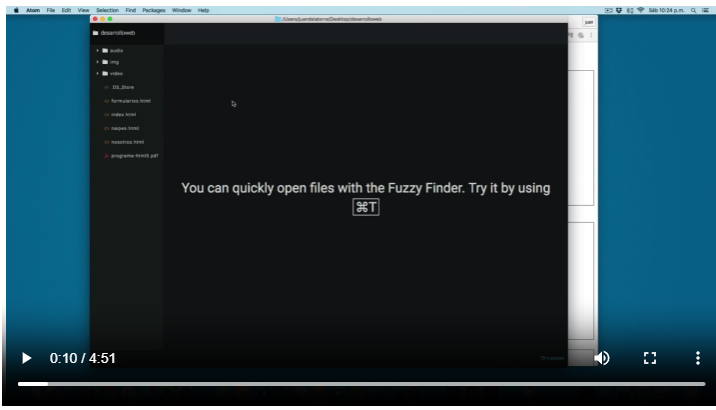 Atom File Edit View Selection Find Packages Window Help
Sáb 10:24 p.m.
/Users/juandelatorre/Desktop/desarrolloweb
juan
desarrolloweb
audio
img
video
.DS_Store
formularios.html
index.html
naipes.html
nosotros.html
programa-html5.pdf
You can quickly open files with the Fuzzy Finder. Try it by using
⌘T
0:10 / 4:51